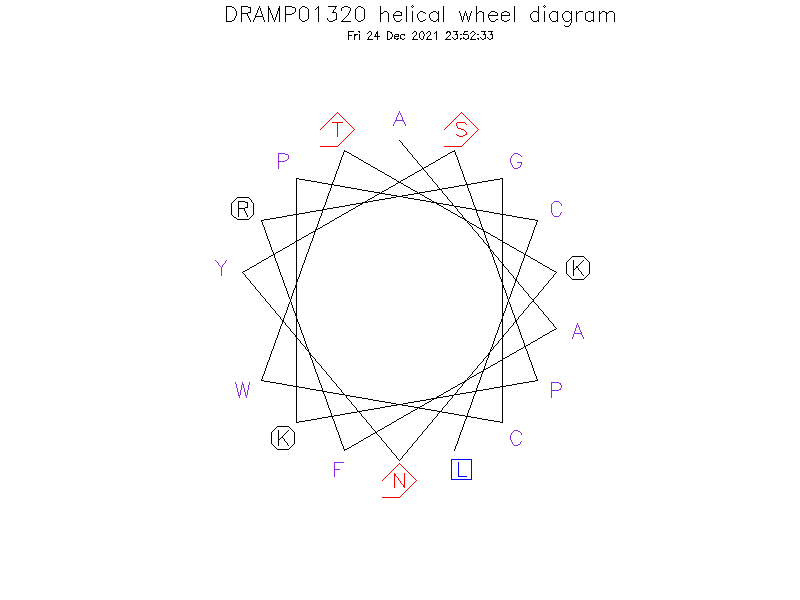 DRAMP01320 helical wheel diagram
Fri 24 Dec 2021 23:52:33
A
T
S
P
G
R
C
Y
K
A
W
P
K
C
F
L
N